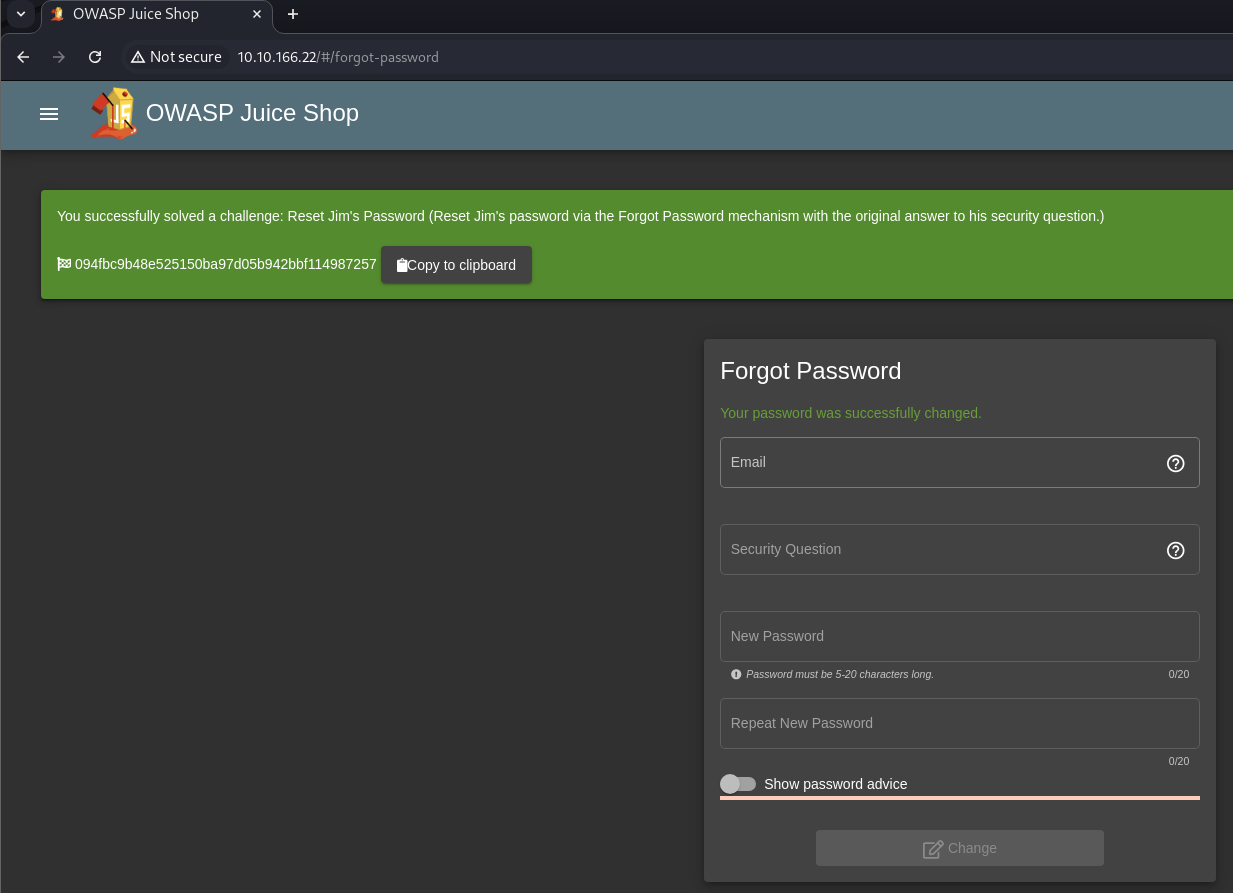 OWASP Juice Shop
Not secure 10.10.166.22/#/forgot-password
OWASP Juice Shop
You successfully solved a challenge: Reset Jim's Password (Reset Jim's password via the Forgot Password mechanism with the original answer to his security question.)
094fbc9b48e525150ba97d05b942bbf114987257 Copy to clipboard
Forgot Password
Your password was successfully changed.
Email
Security Question
New Password
Password must be 5-20 characters long. 0/20
Repeat New Password
0/20
Show password advice
Change